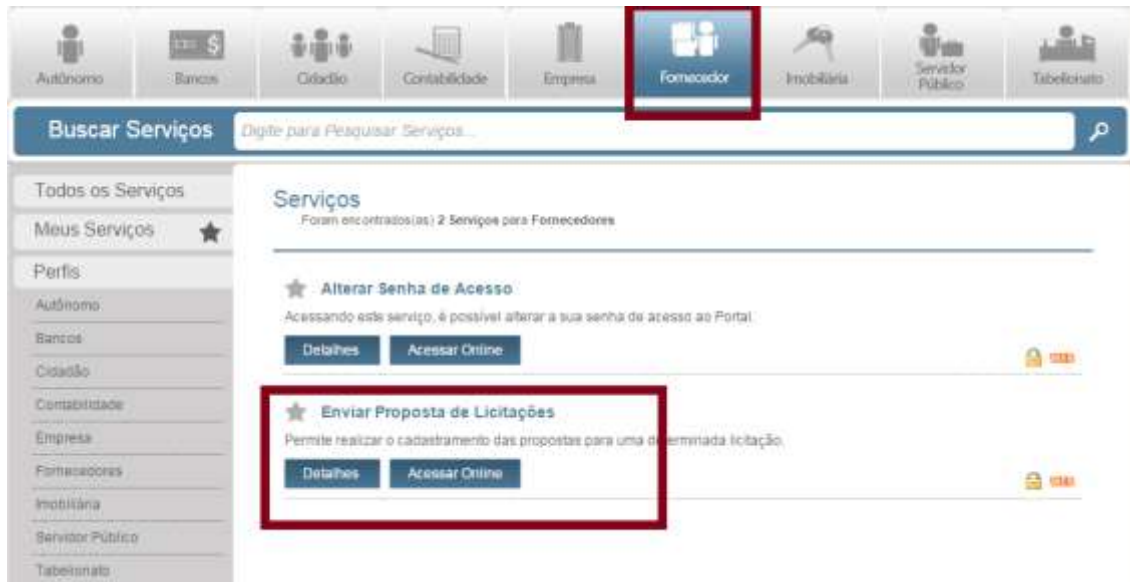 Autônomo
Bancos
Cidadão
Contabilidade
Empresa
Fornecedor
Imobiliária
Servidor
Público
Tabelionato
Buscar Serviços
Digite para Pesquisar Serviços...
Todos os Serviços
Meus Serviços
Perfis
Autônomo
Bancos
Cidadão
Contabilidade
Empresa
Fornecedores
Imobiliária
Servidor Público
Tabelionato
Serviços
Foram encontrados(as) 2 Serviços para Fornecedores
Alterar Senha de Acesso
Acessando este serviço, é possível alterar a sua senha de acesso ao Portal.
Detalhes
Acessar Online
Enviar Proposta de Licitações
Permite realizar o cadastramento das propostas para uma determinada licitação.
Detalhes
Acessar Online